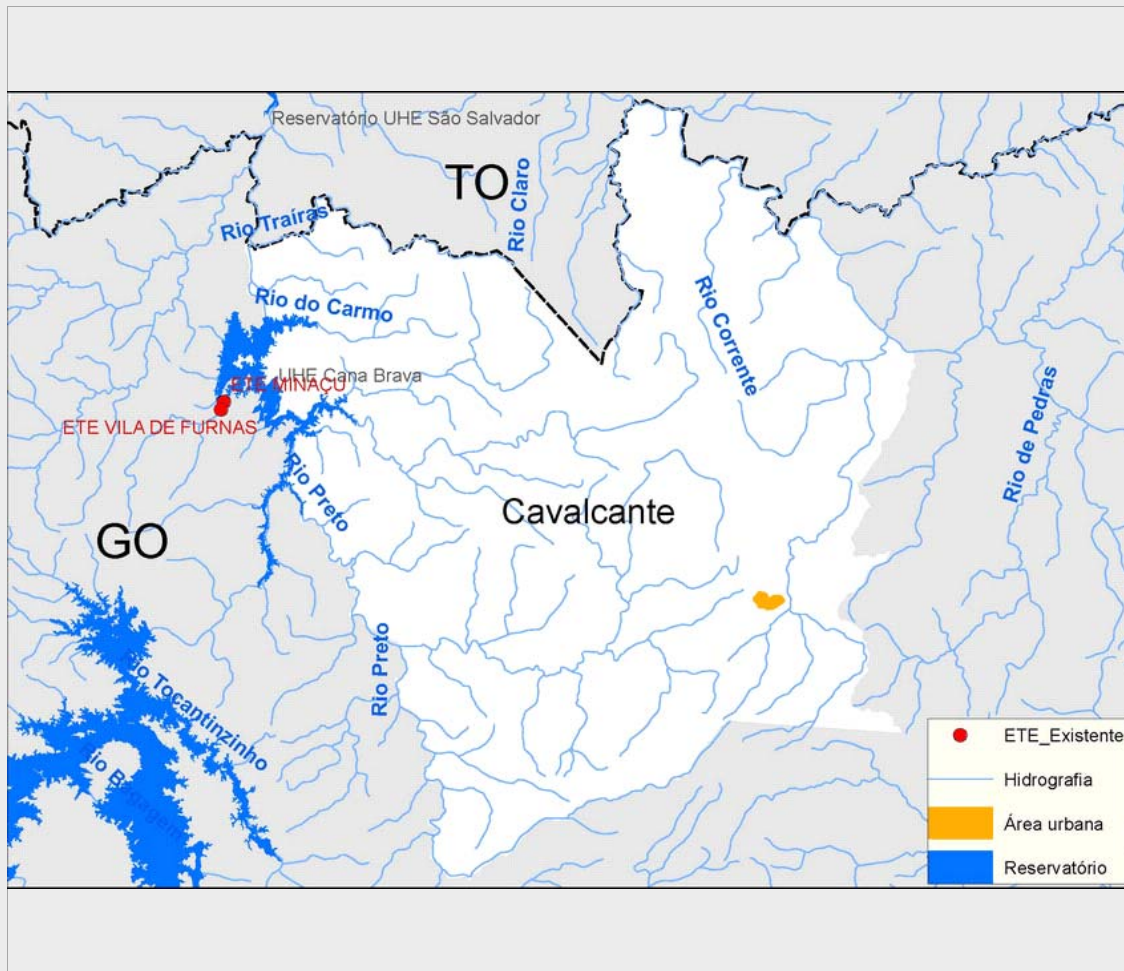 Reservatório UHE São Salvador
TO
Rio Claro
Rio Traíras
Rio do Carmo
Rio Corrente
UHE Cana Brava
ETE MINAÇU
ETE VILA DE FURNAS
Rio de Pedras
Rio Preto
Cavalcante
GO
Rio Preto
Rio Tocantinzinho
Rio Bagagem
ETE_Existente
Hidrografia
Área urbana
Reservatório